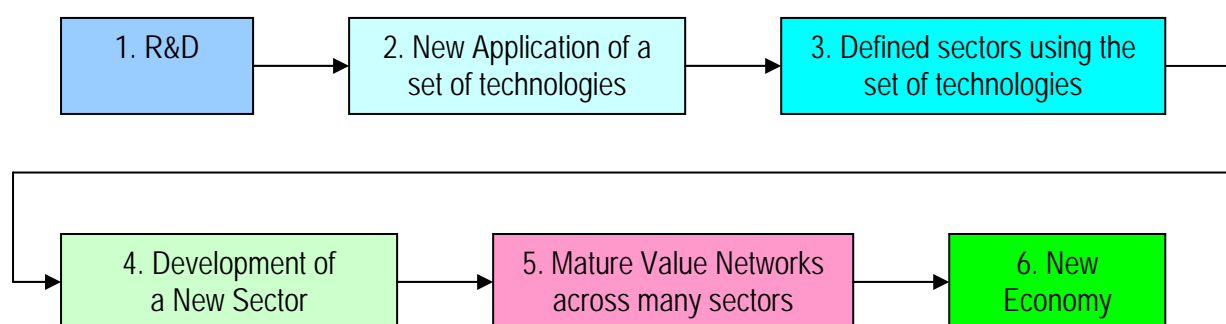 1. R&D
2. New Application of a
set of technologies
3. Defined sectors using the
set of technologies
4. Development of
a New Sector
5. Mature Value Networks
across many sectors
6. New
Economy